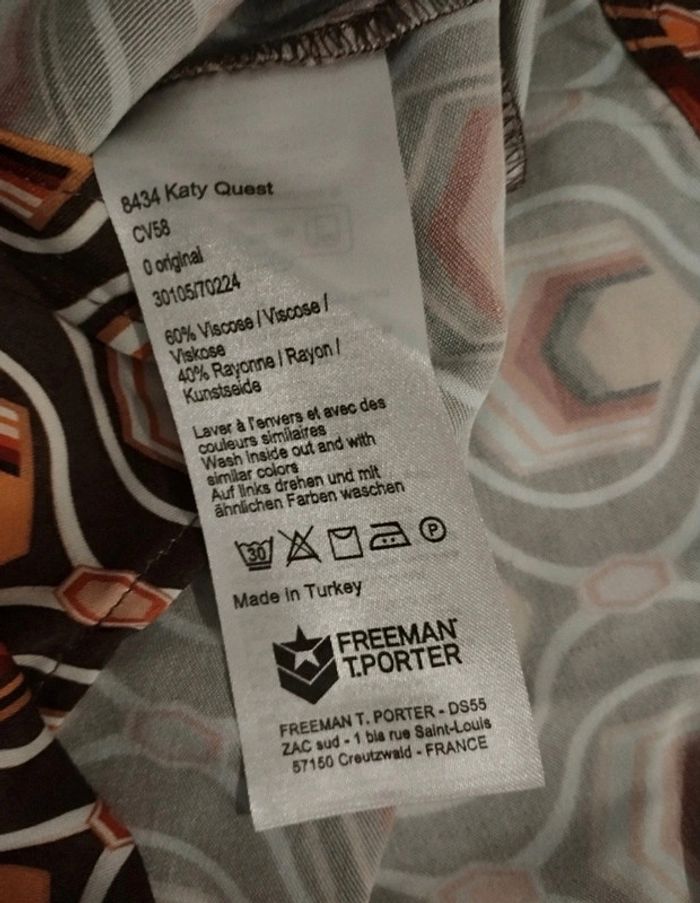 8434 Katy Quest
CV58
0 original
30105/70224
60% Viscose / Viscose /
Viskose
40% Rayonne / Rayon /
Kunstseide
Laver à l'envers et avec des
couleurs similaires
Wash inside out and with
similar colors
Auf links drehen und mit
ähnlichen Farben waschen
30 P
Made in Turkey
FREEMAN
T.PORTER
FREEMAN T. PORTER - DS55
ZAC sud - 1 bis rue Saint-Louis
57150 Creutzwald - FRANCE